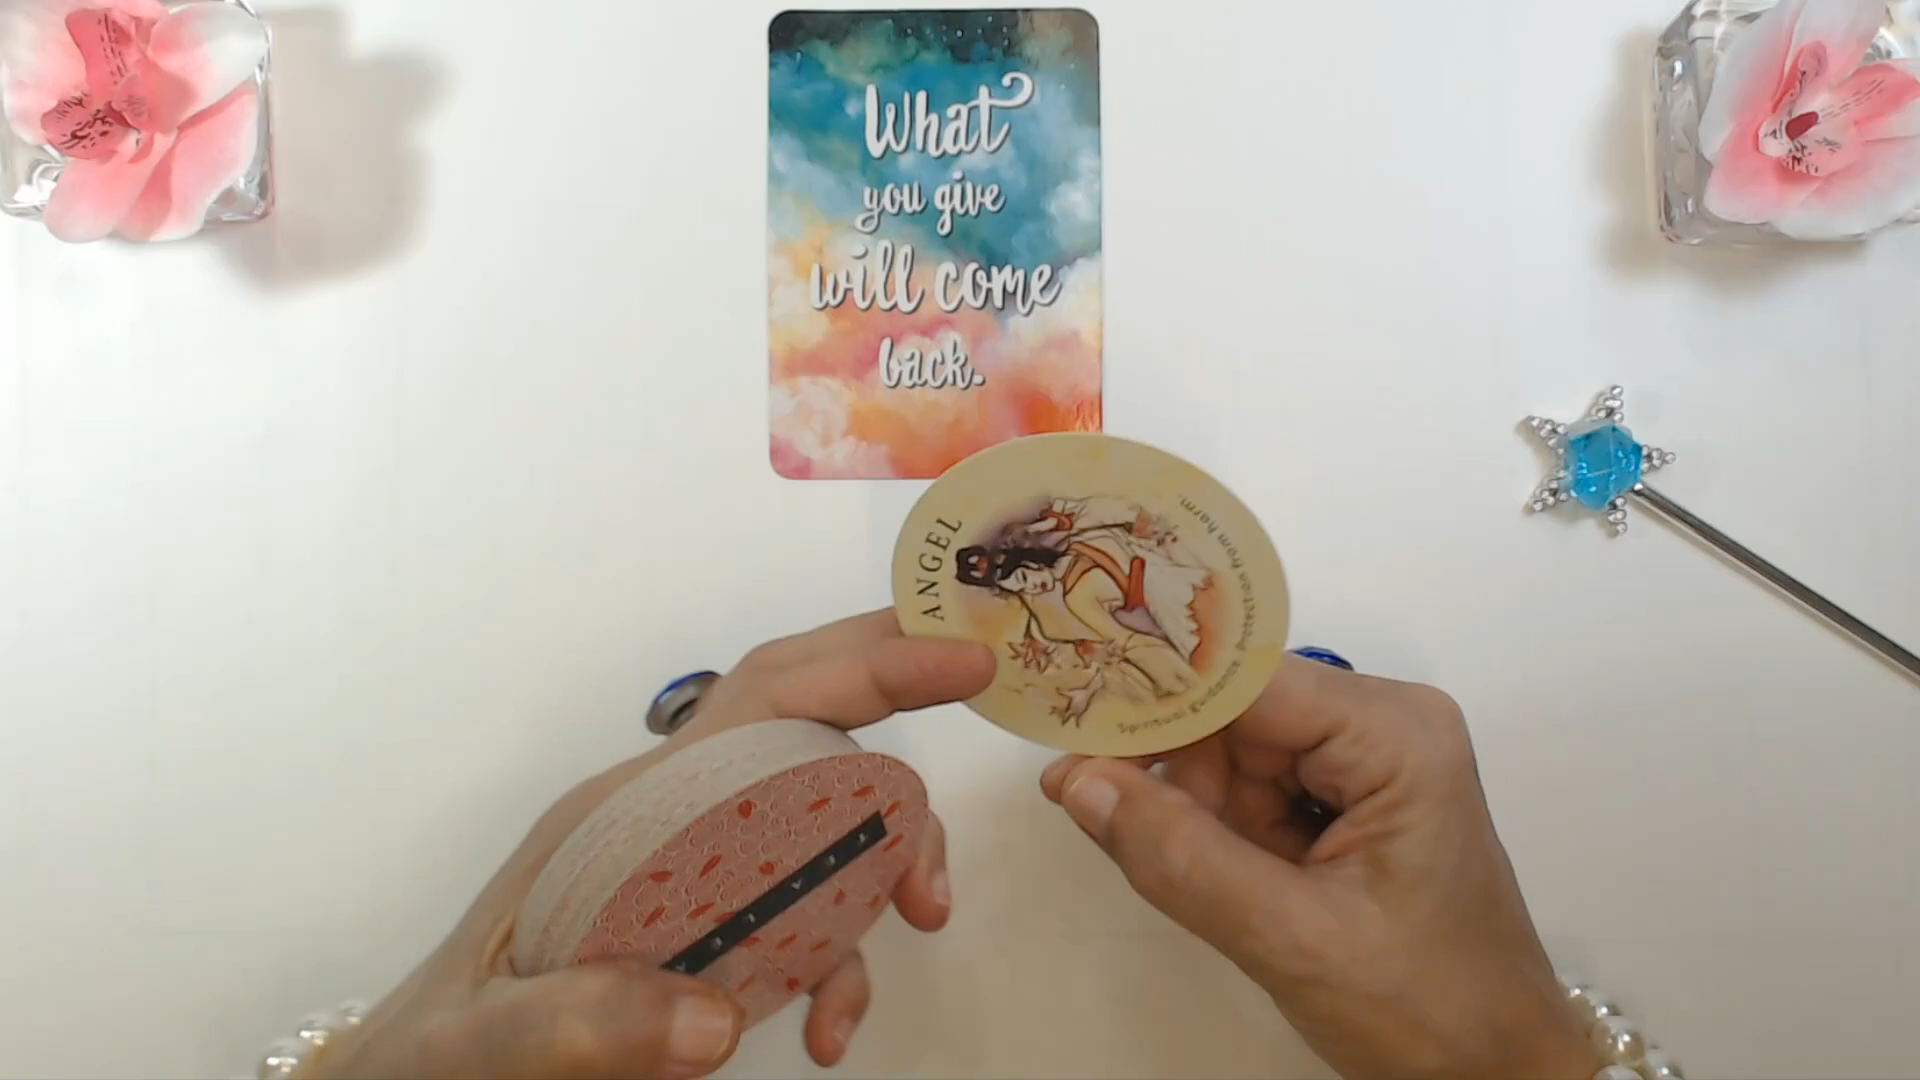 What
you give
will come
back.
ANGEL
Spiritual guidance. Protection from harm.